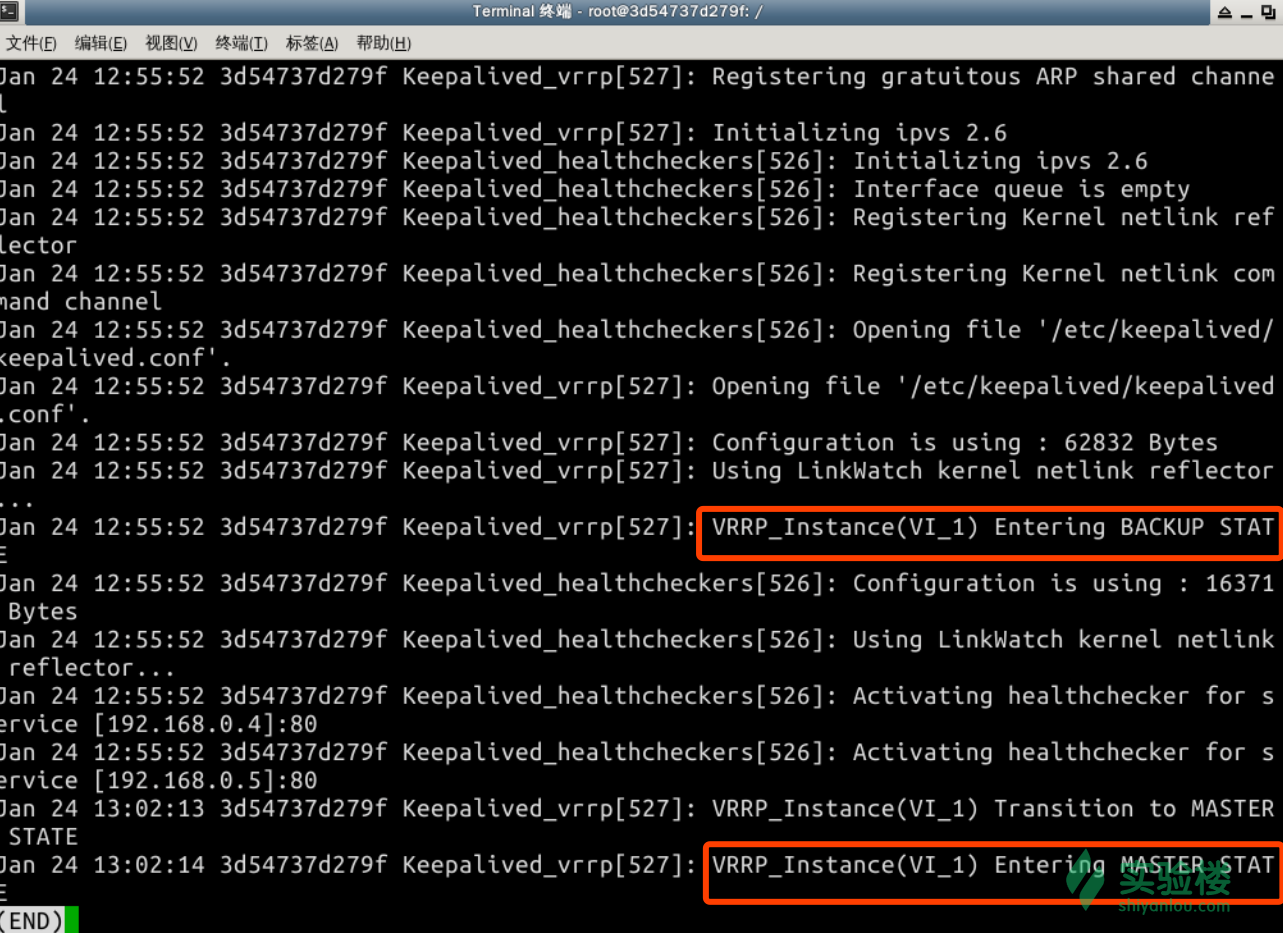 Terminal 终端 - root@3d54737d279f: /
文件(F) 编辑(E) 视图(V) 终端(T) 标签(A) 帮助(H)
Jan 24 12:55:52 3d54737d279f Keepalived_vrrp[527]: Registering gratuitous ARP shared channe
l
Jan 24 12:55:52 3d54737d279f Keepalived_vrrp[527]: Initializing ipvs 2.6
Jan 24 12:55:52 3d54737d279f Keepalived_healthcheckers[526]: Initializing ipvs 2.6
Jan 24 12:55:52 3d54737d279f Keepalived_healthcheckers[526]: Interface queue is empty
Jan 24 12:55:52 3d54737d279f Keepalived_healthcheckers[526]: Registering Kernel netlink ref
lector
Jan 24 12:55:52 3d54737d279f Keepalived_healthcheckers[526]: Registering Kernel netlink com
mand channel
Jan 24 12:55:52 3d54737d279f Keepalived_healthcheckers[526]: Opening file '/etc/keepalived/
keepalived.conf'.
Jan 24 12:55:52 3d54737d279f Keepalived_vrrp[527]: Opening file '/etc/keepalived/keepalived
.conf'.
Jan 24 12:55:52 3d54737d279f Keepalived_vrrp[527]: Configuration is using : 62832 Bytes
Jan 24 12:55:52 3d54737d279f Keepalived_vrrp[527]: Using LinkWatch kernel netlink reflector
...
Jan 24 12:55:52 3d54737d279f Keepalived_vrrp[527]: VRRP_Instance(VI_1) Entering BACKUP STAT
E
Jan 24 12:55:52 3d54737d279f Keepalived_healthcheckers[526]: Configuration is using : 16371
 Bytes
Jan 24 12:55:52 3d54737d279f Keepalived_healthcheckers[526]: Using LinkWatch kernel netlink
 reflector...
Jan 24 12:55:52 3d54737d279f Keepalived_healthcheckers[526]: Activating healthchecker for s
ervice [192.168.0.4]:80
Jan 24 12:55:52 3d54737d279f Keepalived_healthcheckers[526]: Activating healthchecker for s
ervice [192.168.0.5]:80
Jan 24 13:02:13 3d54737d279f Keepalived_vrrp[527]: VRRP_Instance(VI_1) Transition to MASTER
 STATE
Jan 24 13:02:14 3d54737d279f Keepalived_vrrp[527]: VRRP_Instance(VI_1) Entering MASTER STAT
E
实验楼
shiyanlou.com
(END)